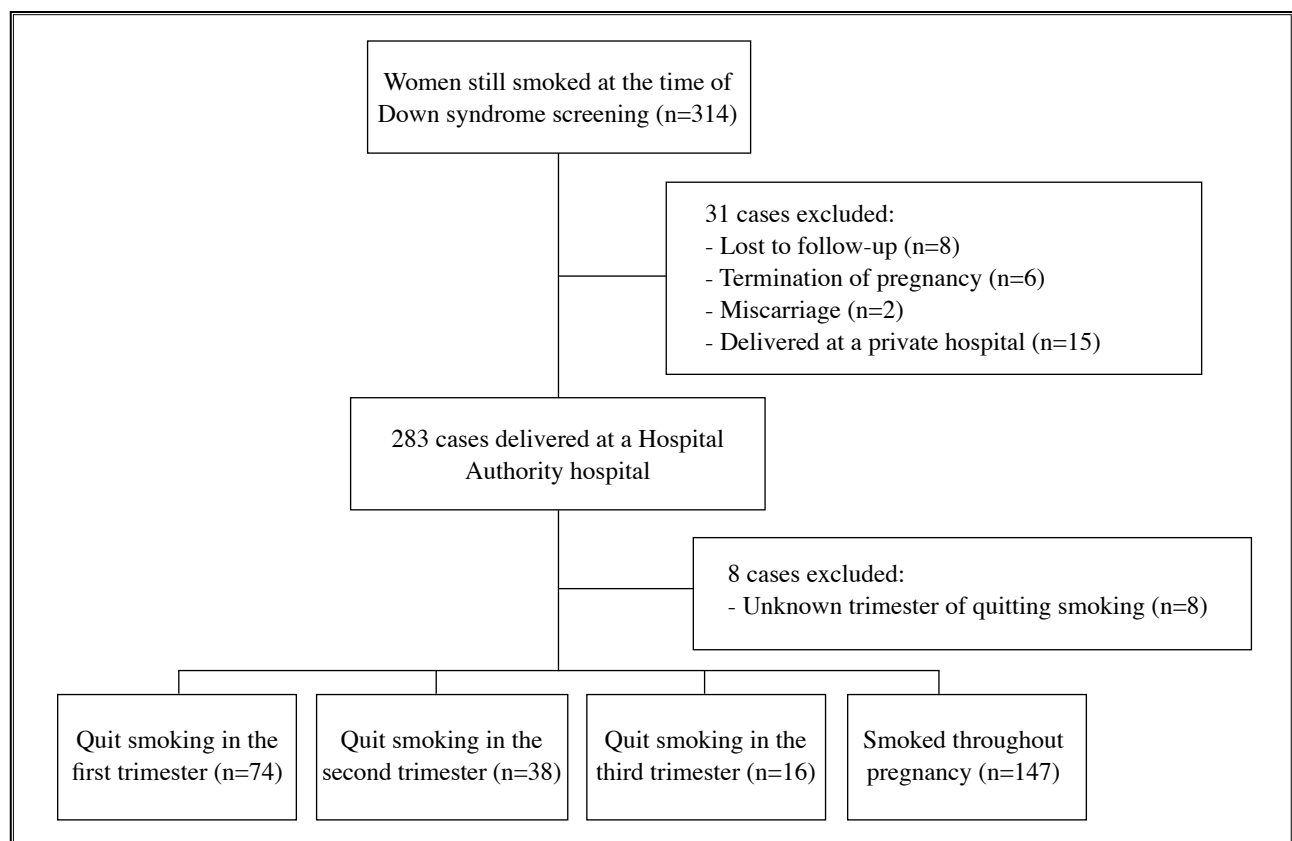 Women still smoked at the time of
Down syndrome screening (n=314)
31 cases excluded:
- Lost to follow-up (n=8)
- Termination of pregnancy (n=6)
- Miscarriage (n=2)
- Delivered at a private hospital (n=15)
283 cases delivered at a Hospital
Authority hospital
8 cases excluded:
- Unknown trimester of quitting smoking (n=8)
Quit smoking in the
first trimester (n=74)
Quit smoking in the
second trimester (n=38)
Quit smoking in the
third trimester (n=16)
Smoked throughout
pregnancy (n=147)